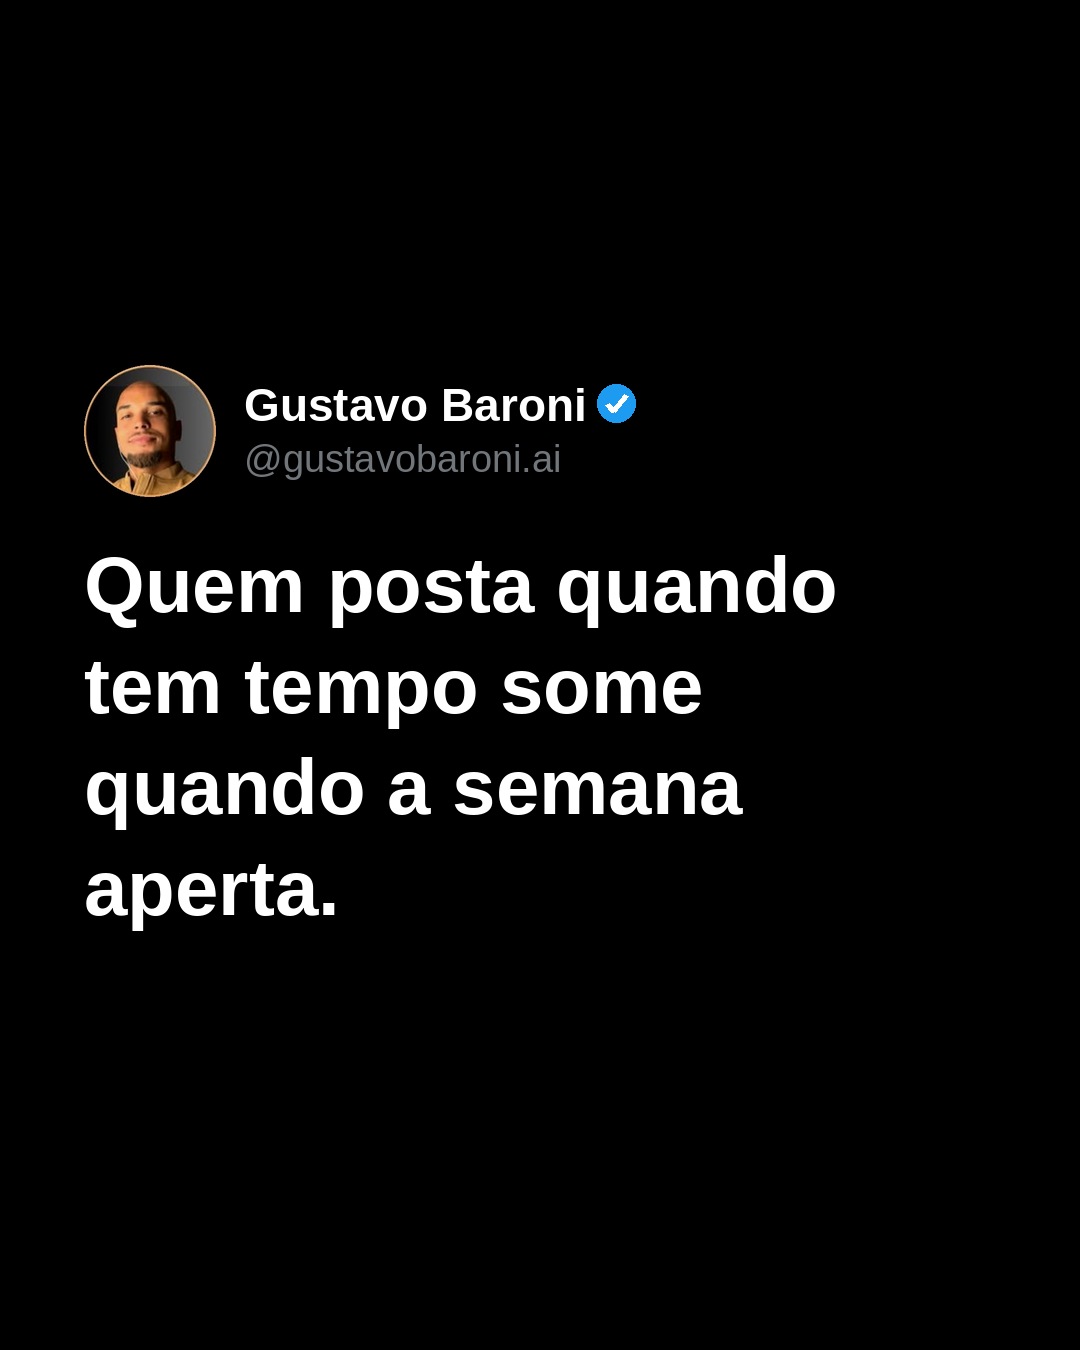 Gustavo Baroni
@gustavobaroni.ai
Quem posta quando
tem tempo some
quando a semana
aperta.